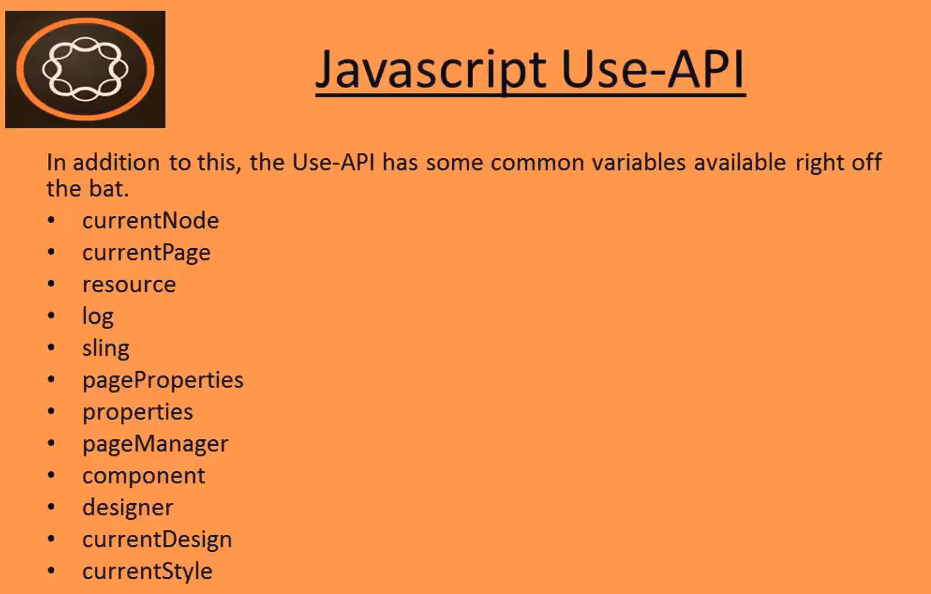 Javascript Use-API
In addition to this, the Use-API has some common variables available right off
the bat.
• currentNode
• currentPage
• resource
• log
• sling
• pageProperties
• properties
• pageManager
• component
• designer
• currentDesign
• currentStyle